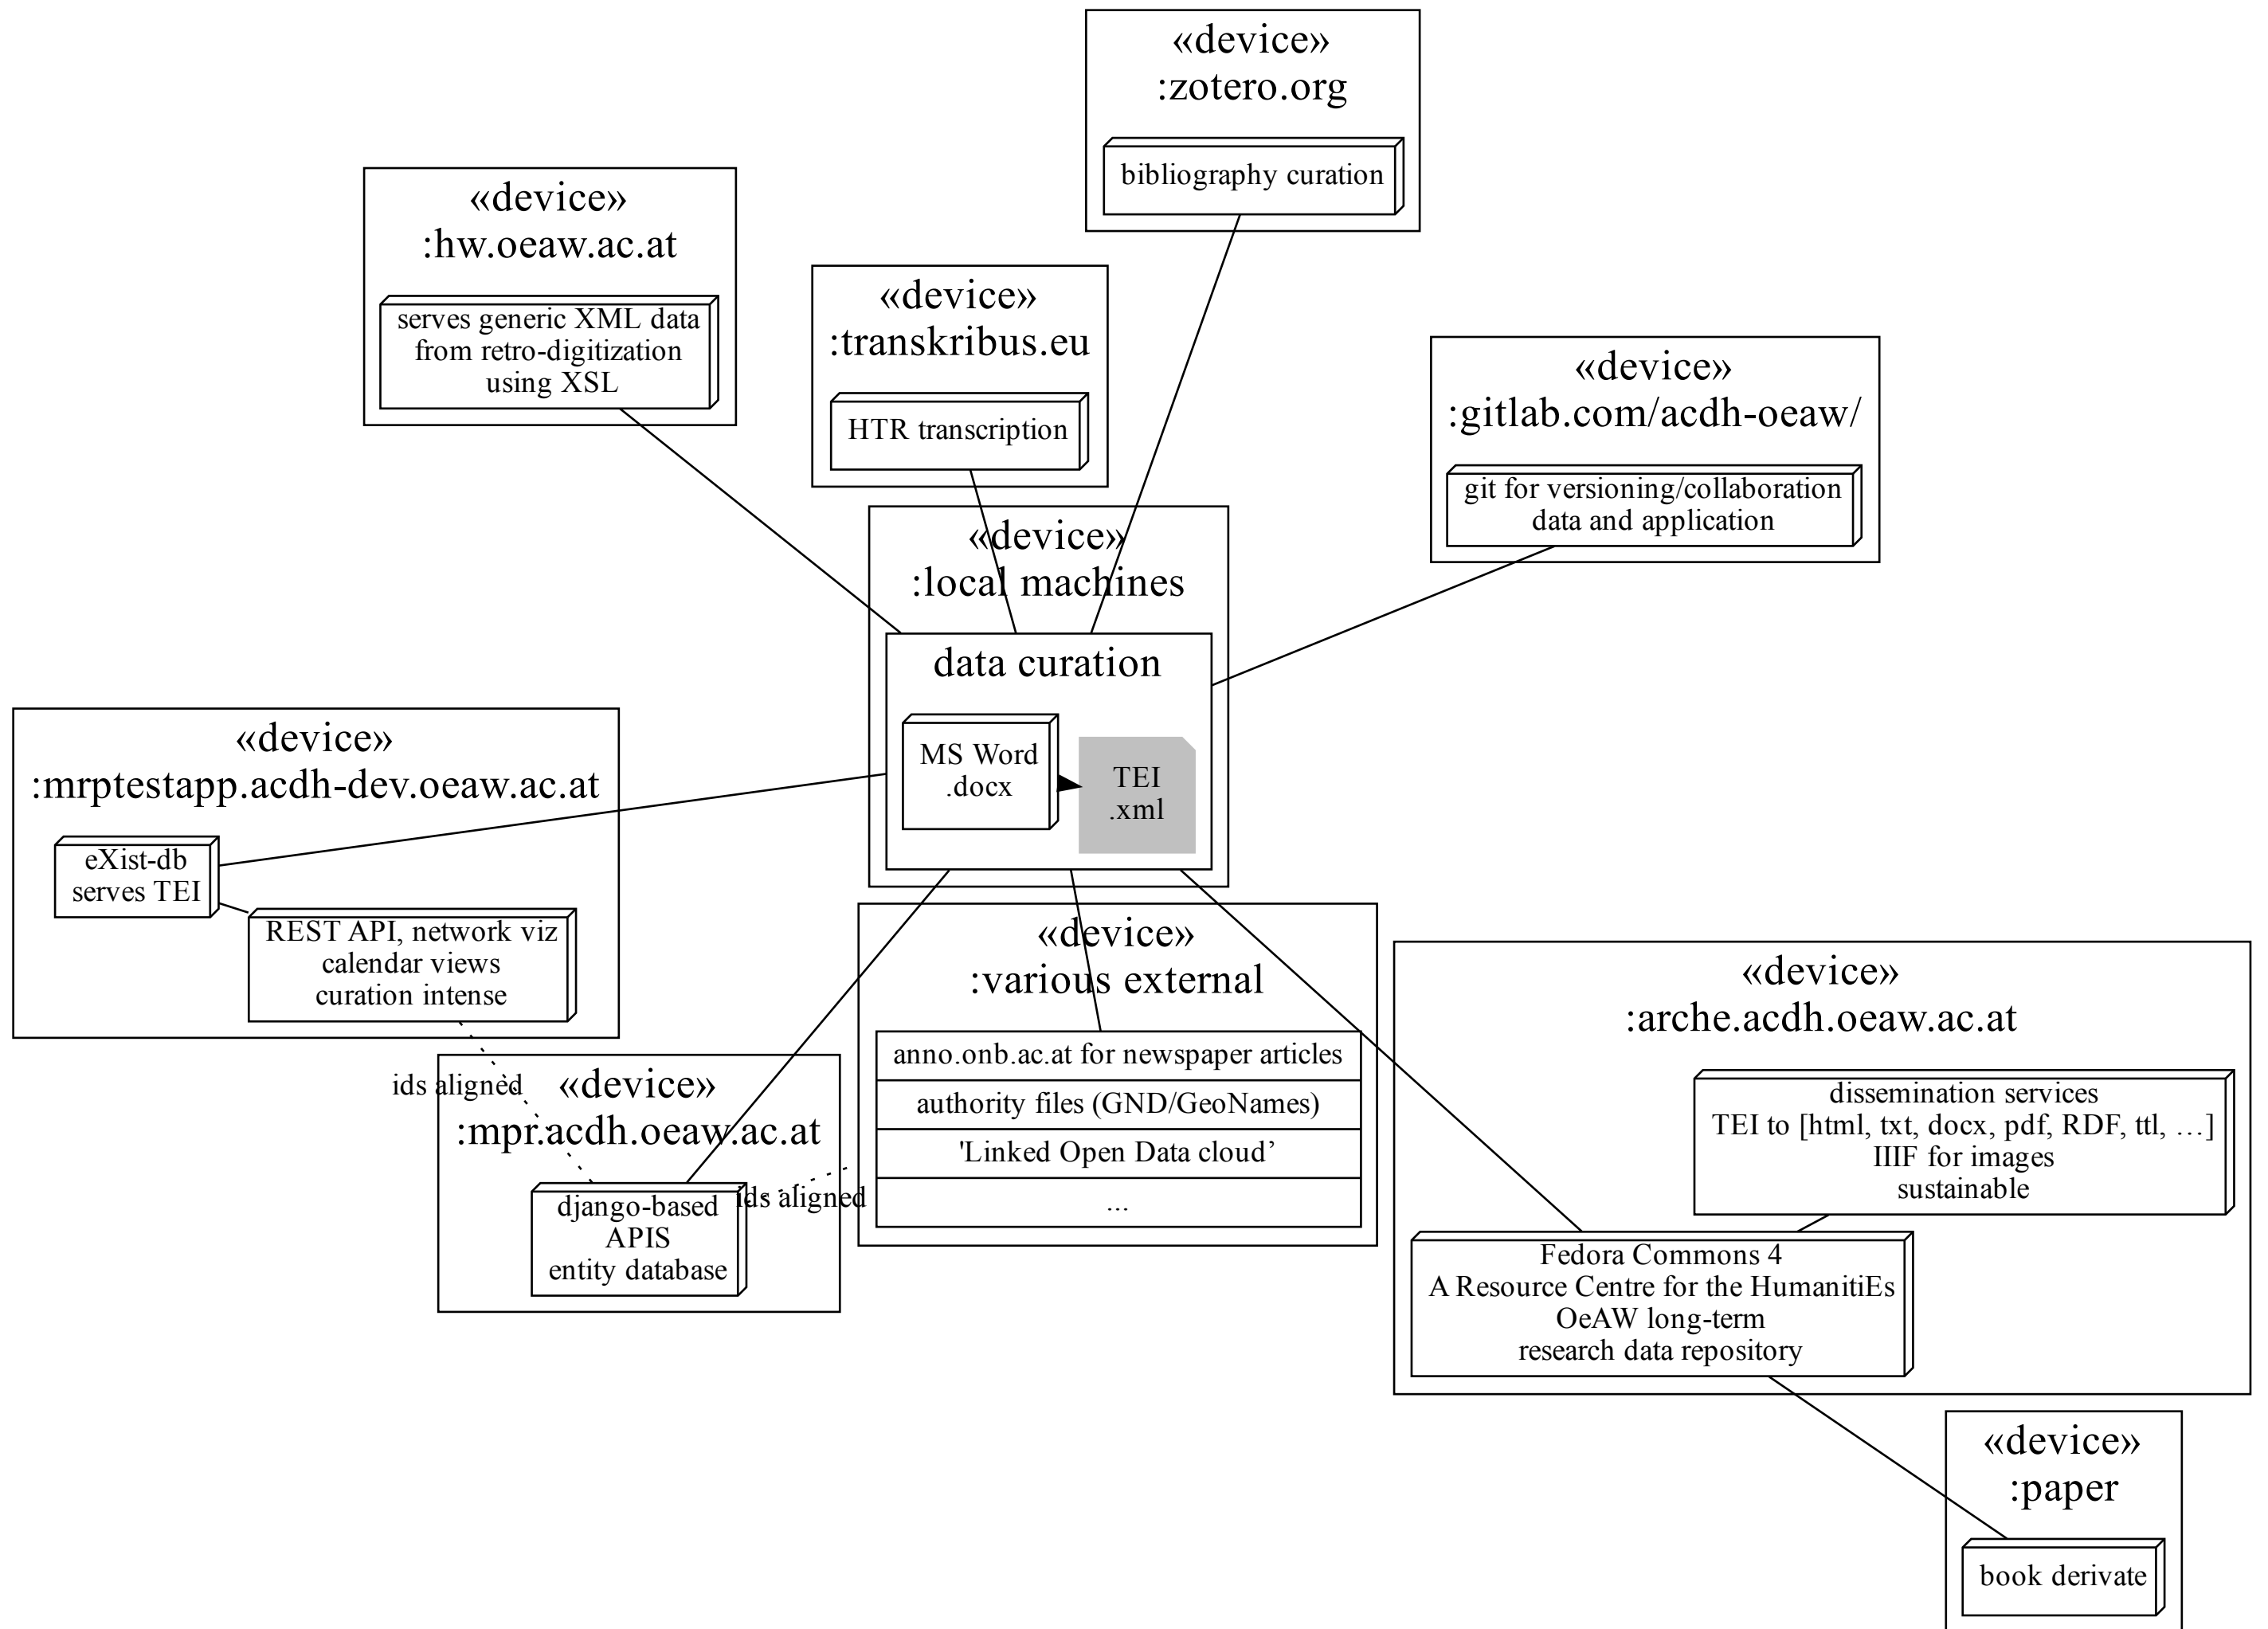 «device»
:zotero.org
bibliography curation
«device»
:hw.oeaw.ac.at
serves generic XML data
from retro-digitization
using XSL
«device»
:transkribus.eu
HTR transcription
«device»
:gitlab.com/acdh-oeaw/
git for versioning/collaboration
data and application
«device»
:local machines
data curation
MS Word
.docx
TEI
.xml
«device»
:mrptestapp.acdh-dev.oeaw.ac.at
eXist-db
serves TEI
REST API, network viz
calendar views
curation intense
ids aligned
«device»
:mpr.acdh.oeaw.ac.at
django-based
APIS
entity database
ids aligned
«device»
:various external
anno.onb.ac.at for newspaper articles
authority files (GND/GeoNames)
'Linked Open Data cloud’
...
«device»
:arche.acdh.oeaw.ac.at
dissemination services
TEI to [html, txt, docx, pdf, RDF, ttl, …]
IIIF for images
sustainable
Fedora Commons 4
A Resource Centre for the HumanitiEs
OeAW long-term
research data repository
«device»
:paper
book derivate